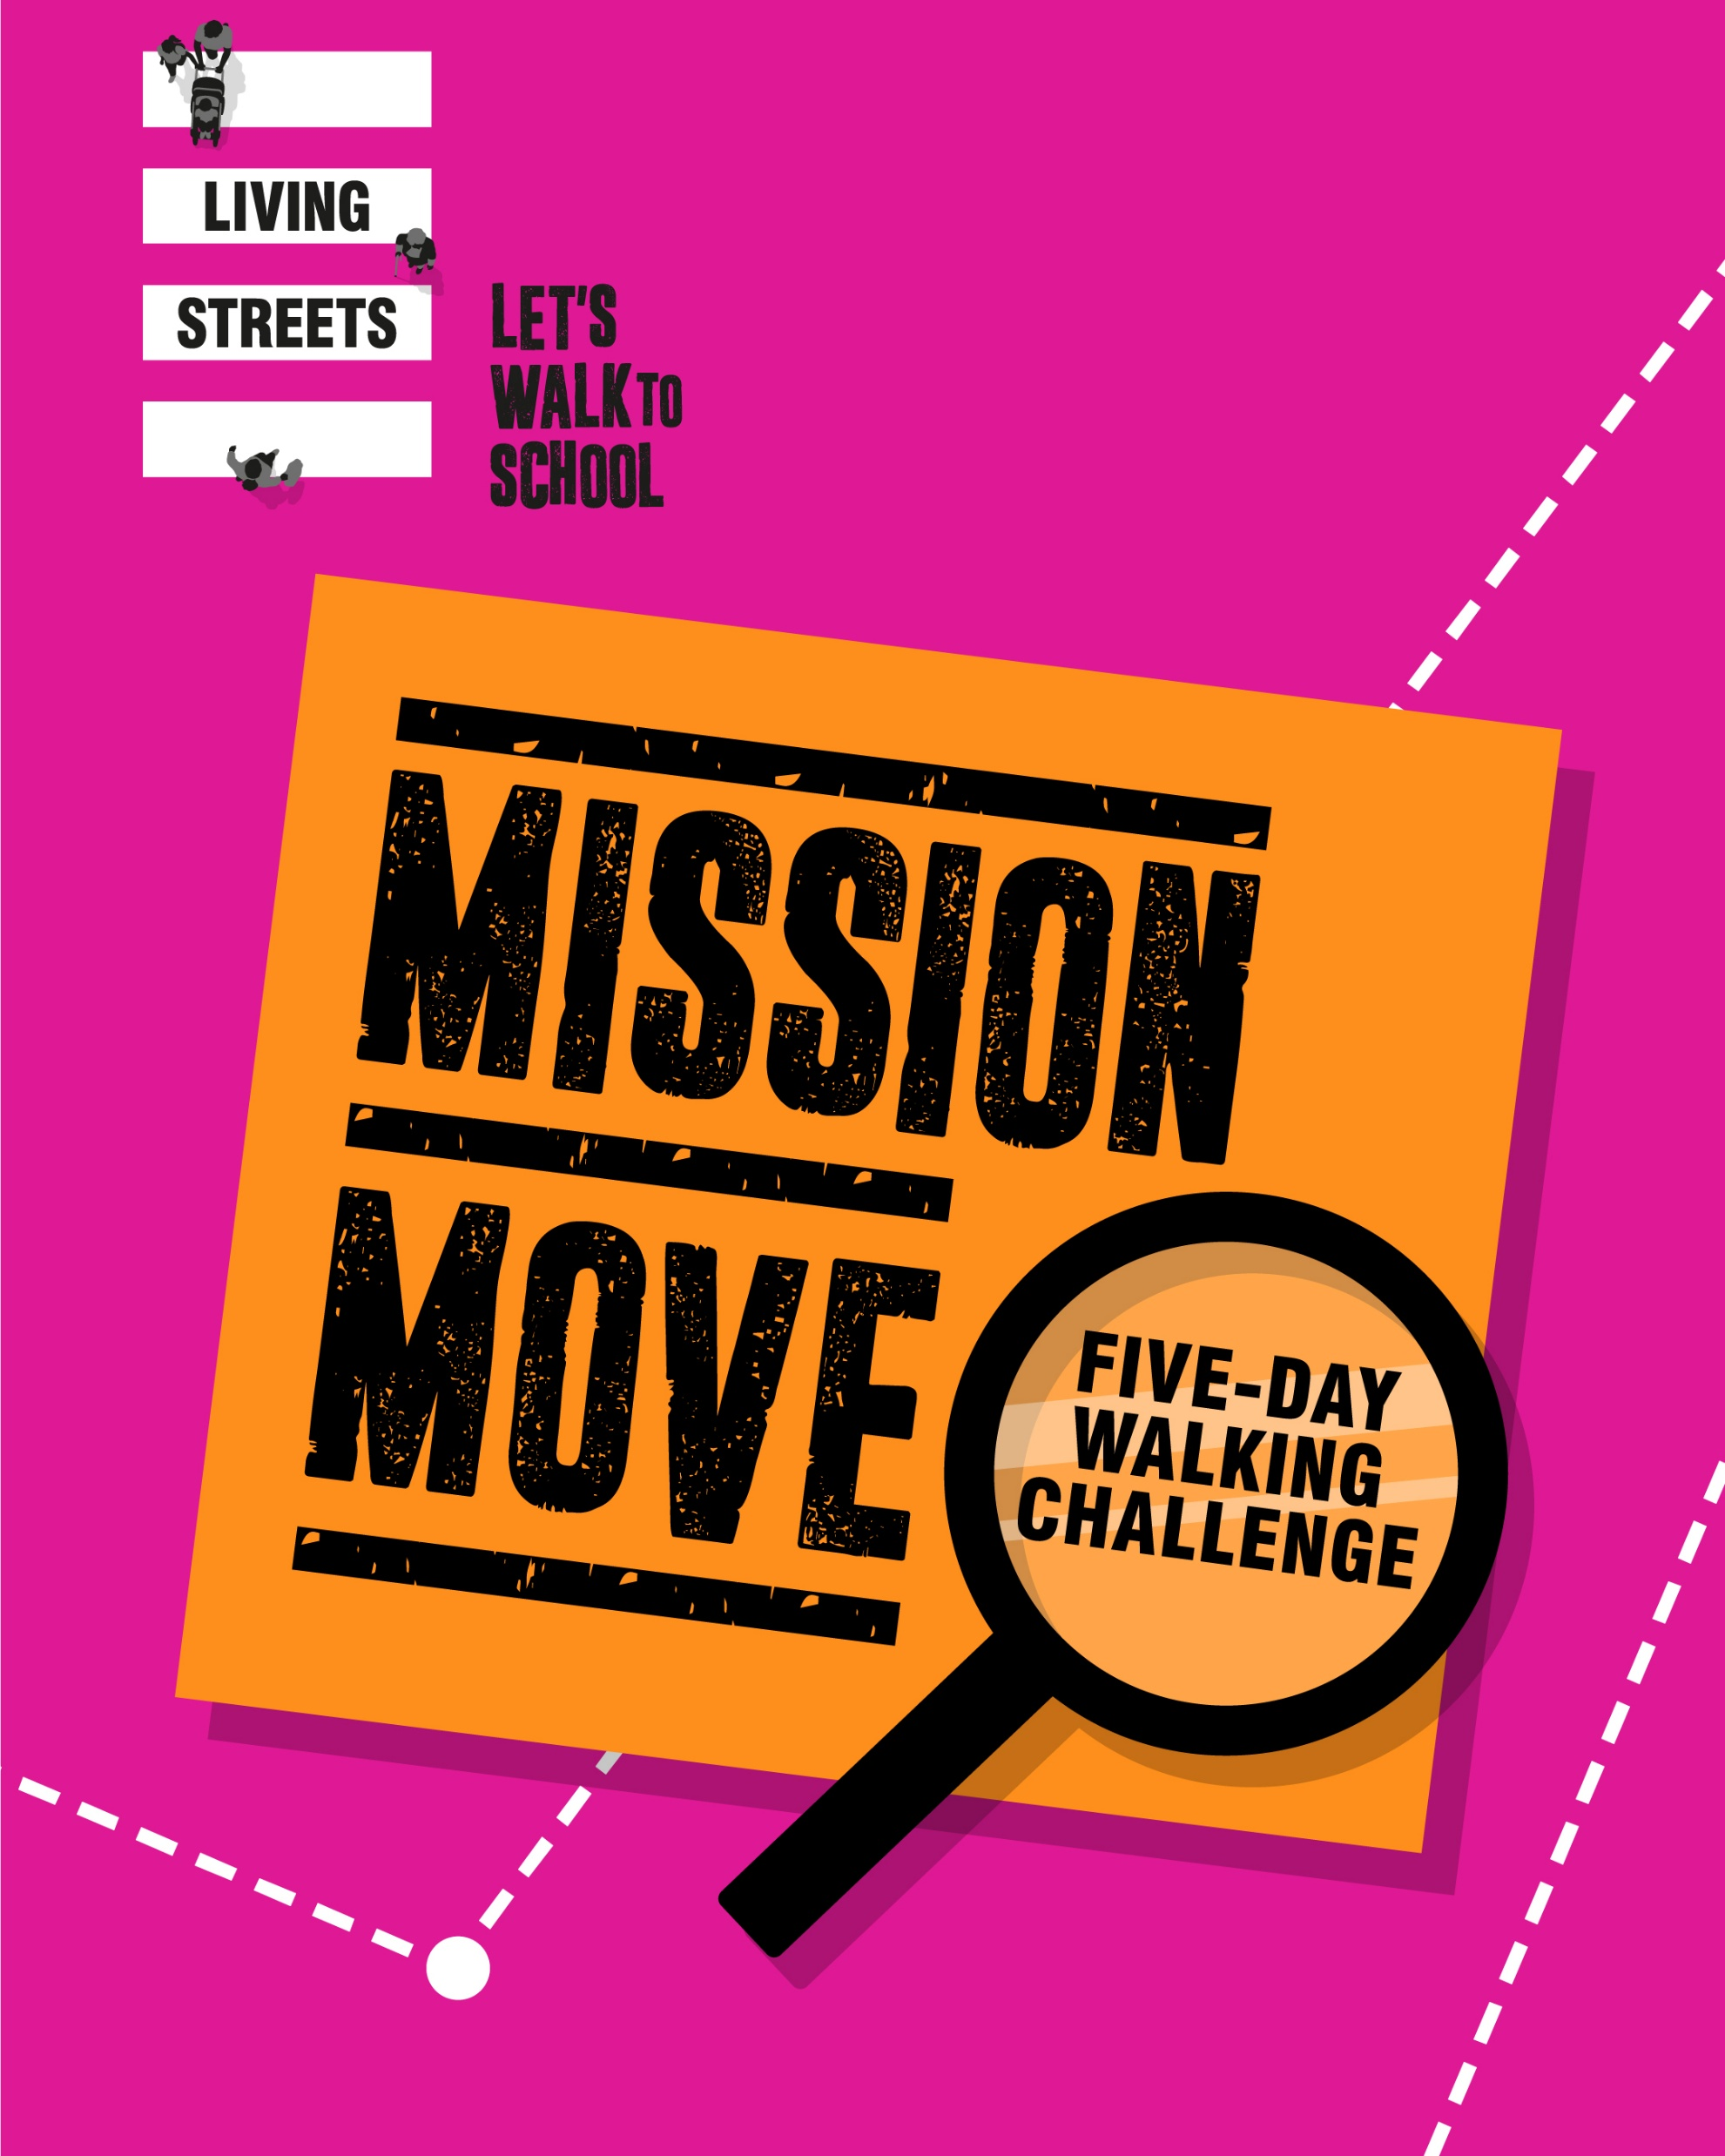 LIVING
STREETS
LET'S
WALK TO
SCHOOL
MISSION
MOVE
FIVE-DAY
WALKING
CHALLENGE